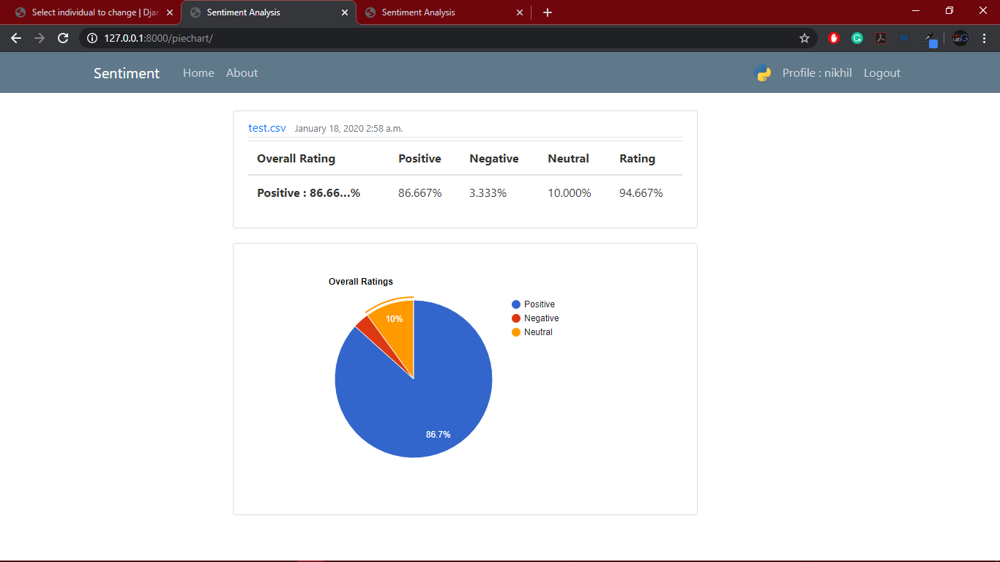 Select individual to change | Djan
Sentiment Analysis
Sentiment Analysis
127.0.0.1:8000/piechart/
Sentiment Home About Profile : nikhil Logout
test.csv January 18, 2020 2:58 a.m.
Overall Rating Positive Negative Neutral Rating
Positive : 86.66...% 86.667% 3.333% 10.000% 94.667%
Overall Ratings
Positive
Negative
Neutral
10%
86.7%